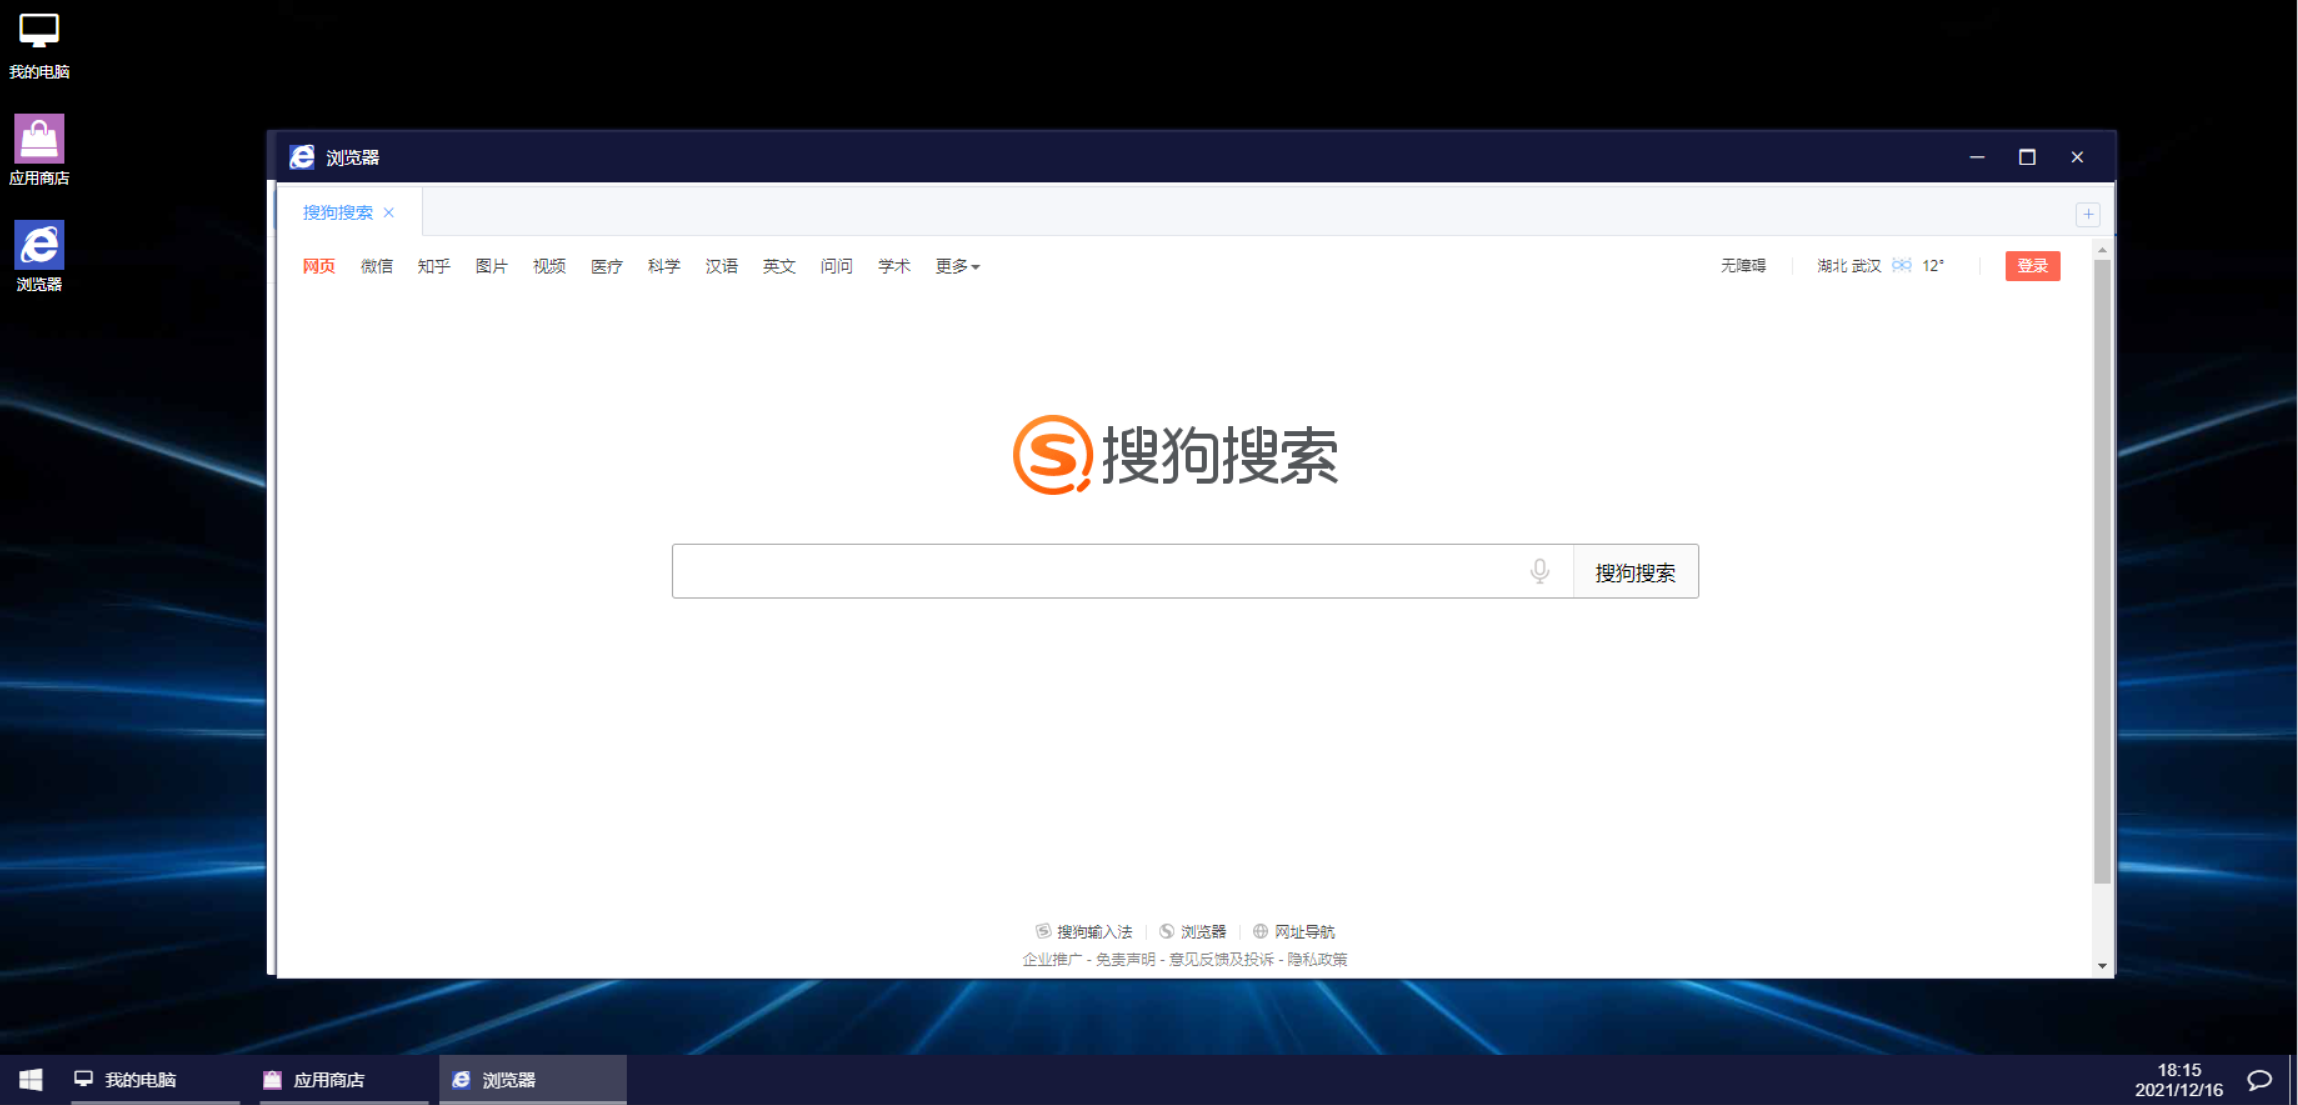 我的电脑
应用商店
浏览器
浏览器
搜狗搜索
网页 微信 知乎 图片 视频 医疗 科学 汉语 英文 问问 学术 更多
无障碍 湖北 武汉 12° 登录
搜狗搜索
搜狗搜索
搜狗输入法 浏览器 网址导航
企业推广 - 免责声明 - 意见反馈及投诉 - 隐私政策
我的电脑 应用商店 浏览器
18:15
2021/12/16